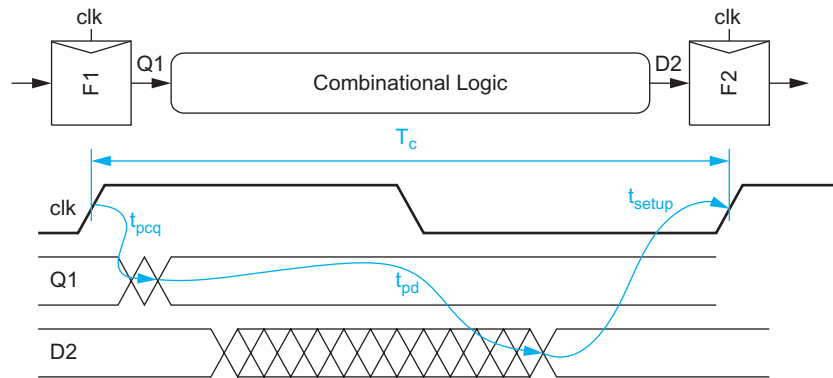 clk
clk
F1
Q1
Combinational Logic
D2
F2
Tc
clk
tpcq
tsetup
Q1
tpd
D2